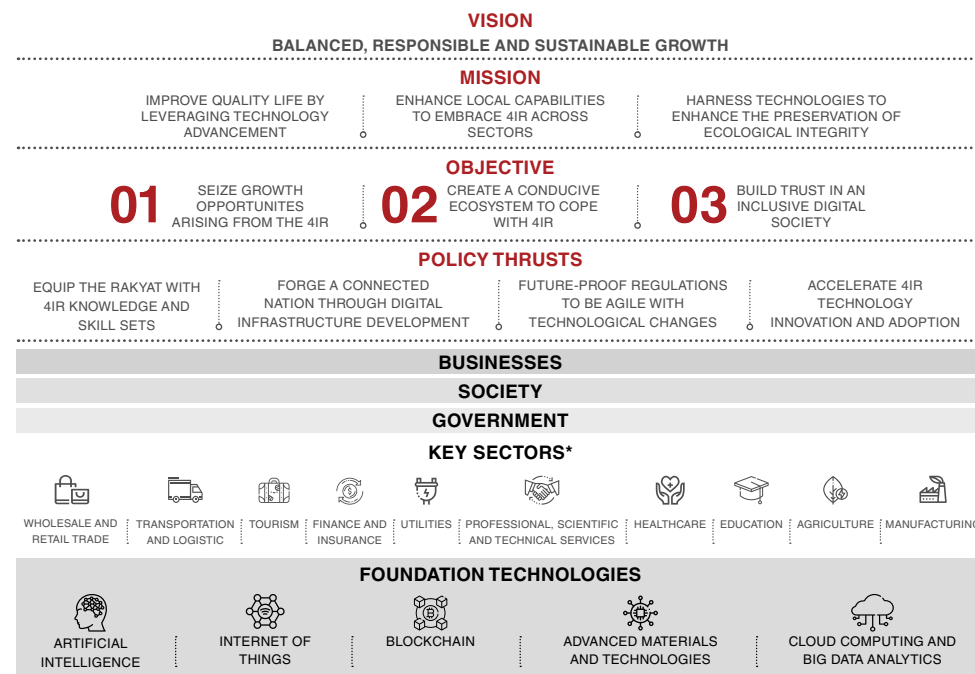 VISION
BALANCED, RESPONSIBLE AND SUSTAINABLE GROWTH
MISSION
IMPROVE QUALITY LIFE BY
LEVERAGING TECHNOLOGY
ADVANCEMENT
ENHANCE LOCAL CAPABILITIES
TO EMBRACE 4IR ACROSS
SECTORS
HARNESS TECHNOLOGIES TO
ENHANCE THE PRESERVATION OF
ECOLOGICAL INTEGRITY
OBJECTIVE
01
SEIZE GROWTH
OPPORTUNITES
ARISING FROM THE 4IR
02
CREATE A CONDUCIVE
ECOSYSTEM TO COPE
WITH 4IR
03
BUILD TRUST IN AN
INCLUSIVE DIGITAL
SOCIETY
POLICY THRUSTS
EQUIP THE RAKYAT WITH
4IR KNOWLEDGE AND
SKILL SETS
FORGE A CONNECTED
NATION THROUGH DIGITAL
INFRASTRUCTURE DEVELOPMENT
FUTURE-PROOF REGULATIONS
TO BE AGILE WITH
TECHNOLOGICAL CHANGES
ACCELERATE 4IR
TECHNOLOGY
INNOVATION AND ADOPTION
BUSINESSES
SOCIETY
GOVERNMENT
KEY SECTORS*
WHOLESALE AND
RETAIL TRADE
TRANSPORTATION
AND LOGISTIC
TOURISM
FINANCE AND
INSURANCE
UTILITIES
PROFESSIONAL, SCIENTIFIC
AND TECHNICAL SERVICES
HEALTHCARE
EDUCATION
AGRICULTURE
MANUFACTURING
FOUNDATION TECHNOLOGIES
ARTIFICIAL
INTELLIGENCE
INTERNET OF
THINGS
BLOCKCHAIN
ADVANCED MATERIALS
AND TECHNOLOGIES
CLOUD COMPUTING AND
BIG DATA ANALYTICS